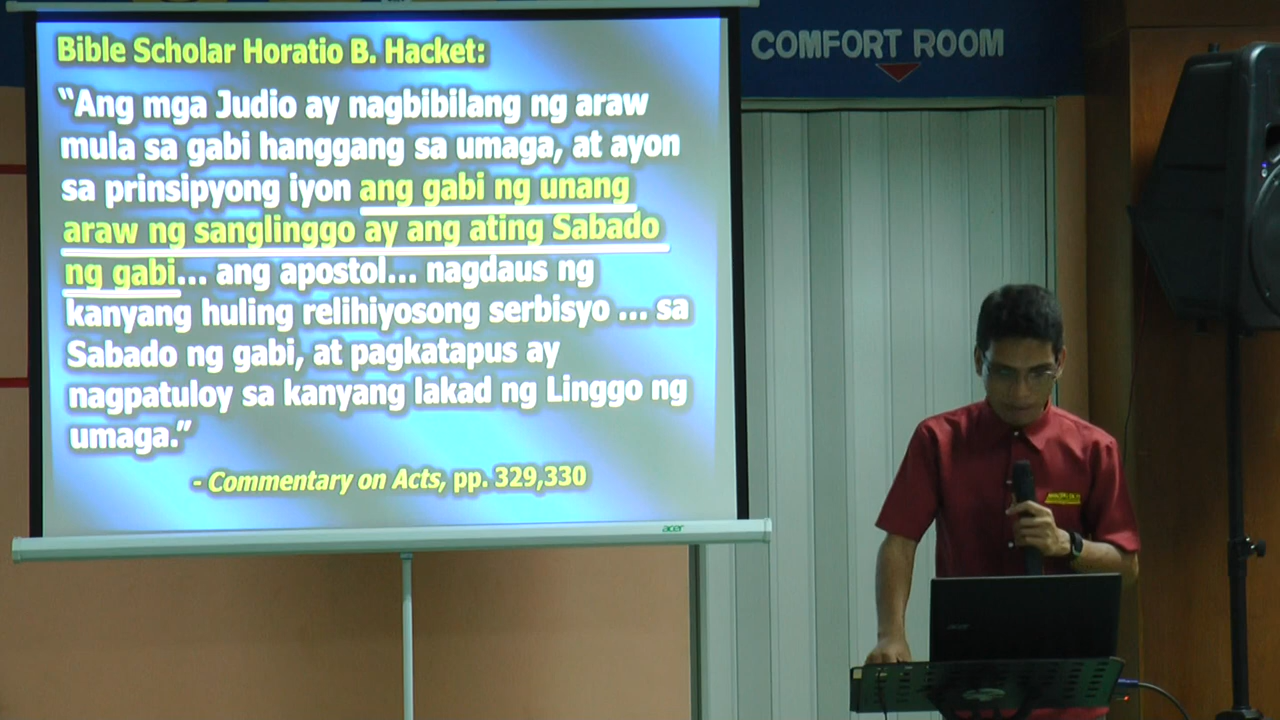 Bible Scholar Horatio B. Hacket:
“Ang mga Judio ay nagbibilang ng araw
mula sa gabi hanggang sa umaga, at ayon
sa prinsipyong iyon ang gabi ng unang
araw ng sanglinggo ay ang ating Sabado
ng gabi... ang apostol... nagdaus ng
kanyang huling relihiyosong serbisyo ... sa
Sabado ng gabi, at pagkatapus ay
nagpatuloy sa kanyang lakad ng Linggo ng
umaga.”
- Commentary on Acts, pp. 329,330
acer
COMFORT ROOM
acer